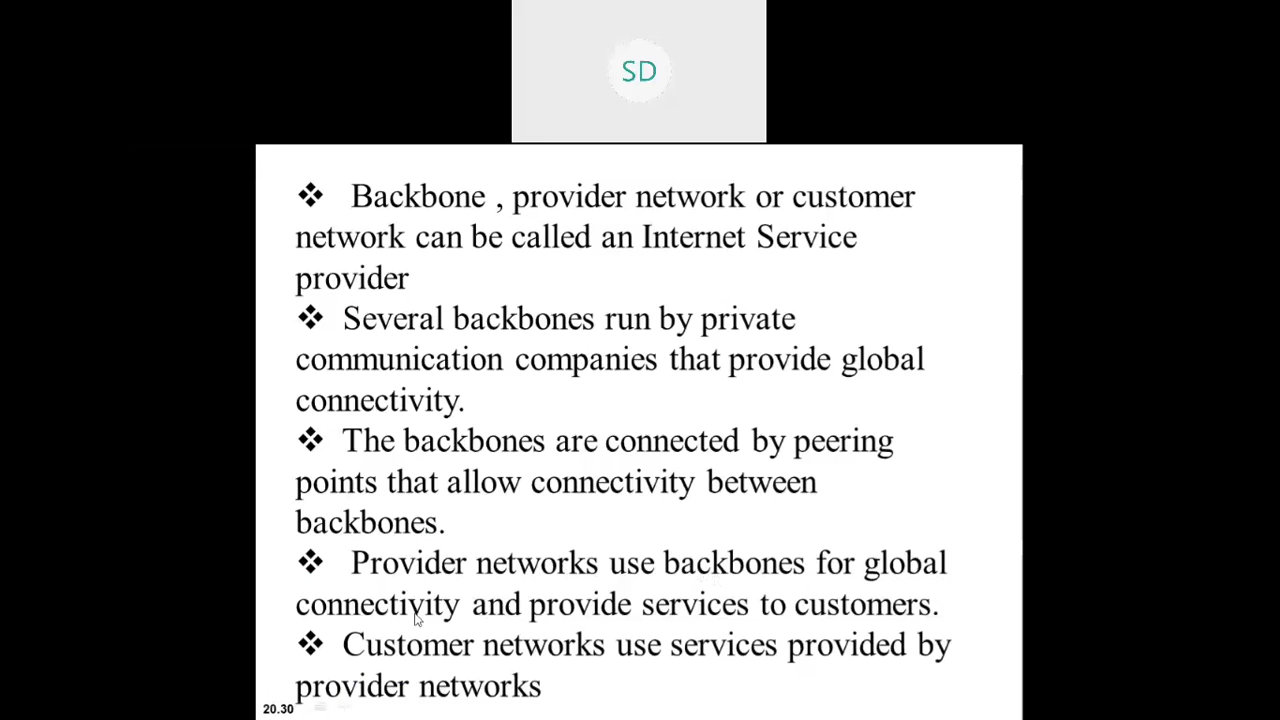 SD
❖ Backbone , provider network or customer
network can be called an Internet Service
provider
❖ Several backbones run by private
communication companies that provide global
connectivity.
❖ The backbones are connected by peering
points that allow connectivity between
backbones.
❖ Provider networks use backbones for global
connectivity and provide services to customers.
❖ Customer networks use services provided by
provider networks
20.30